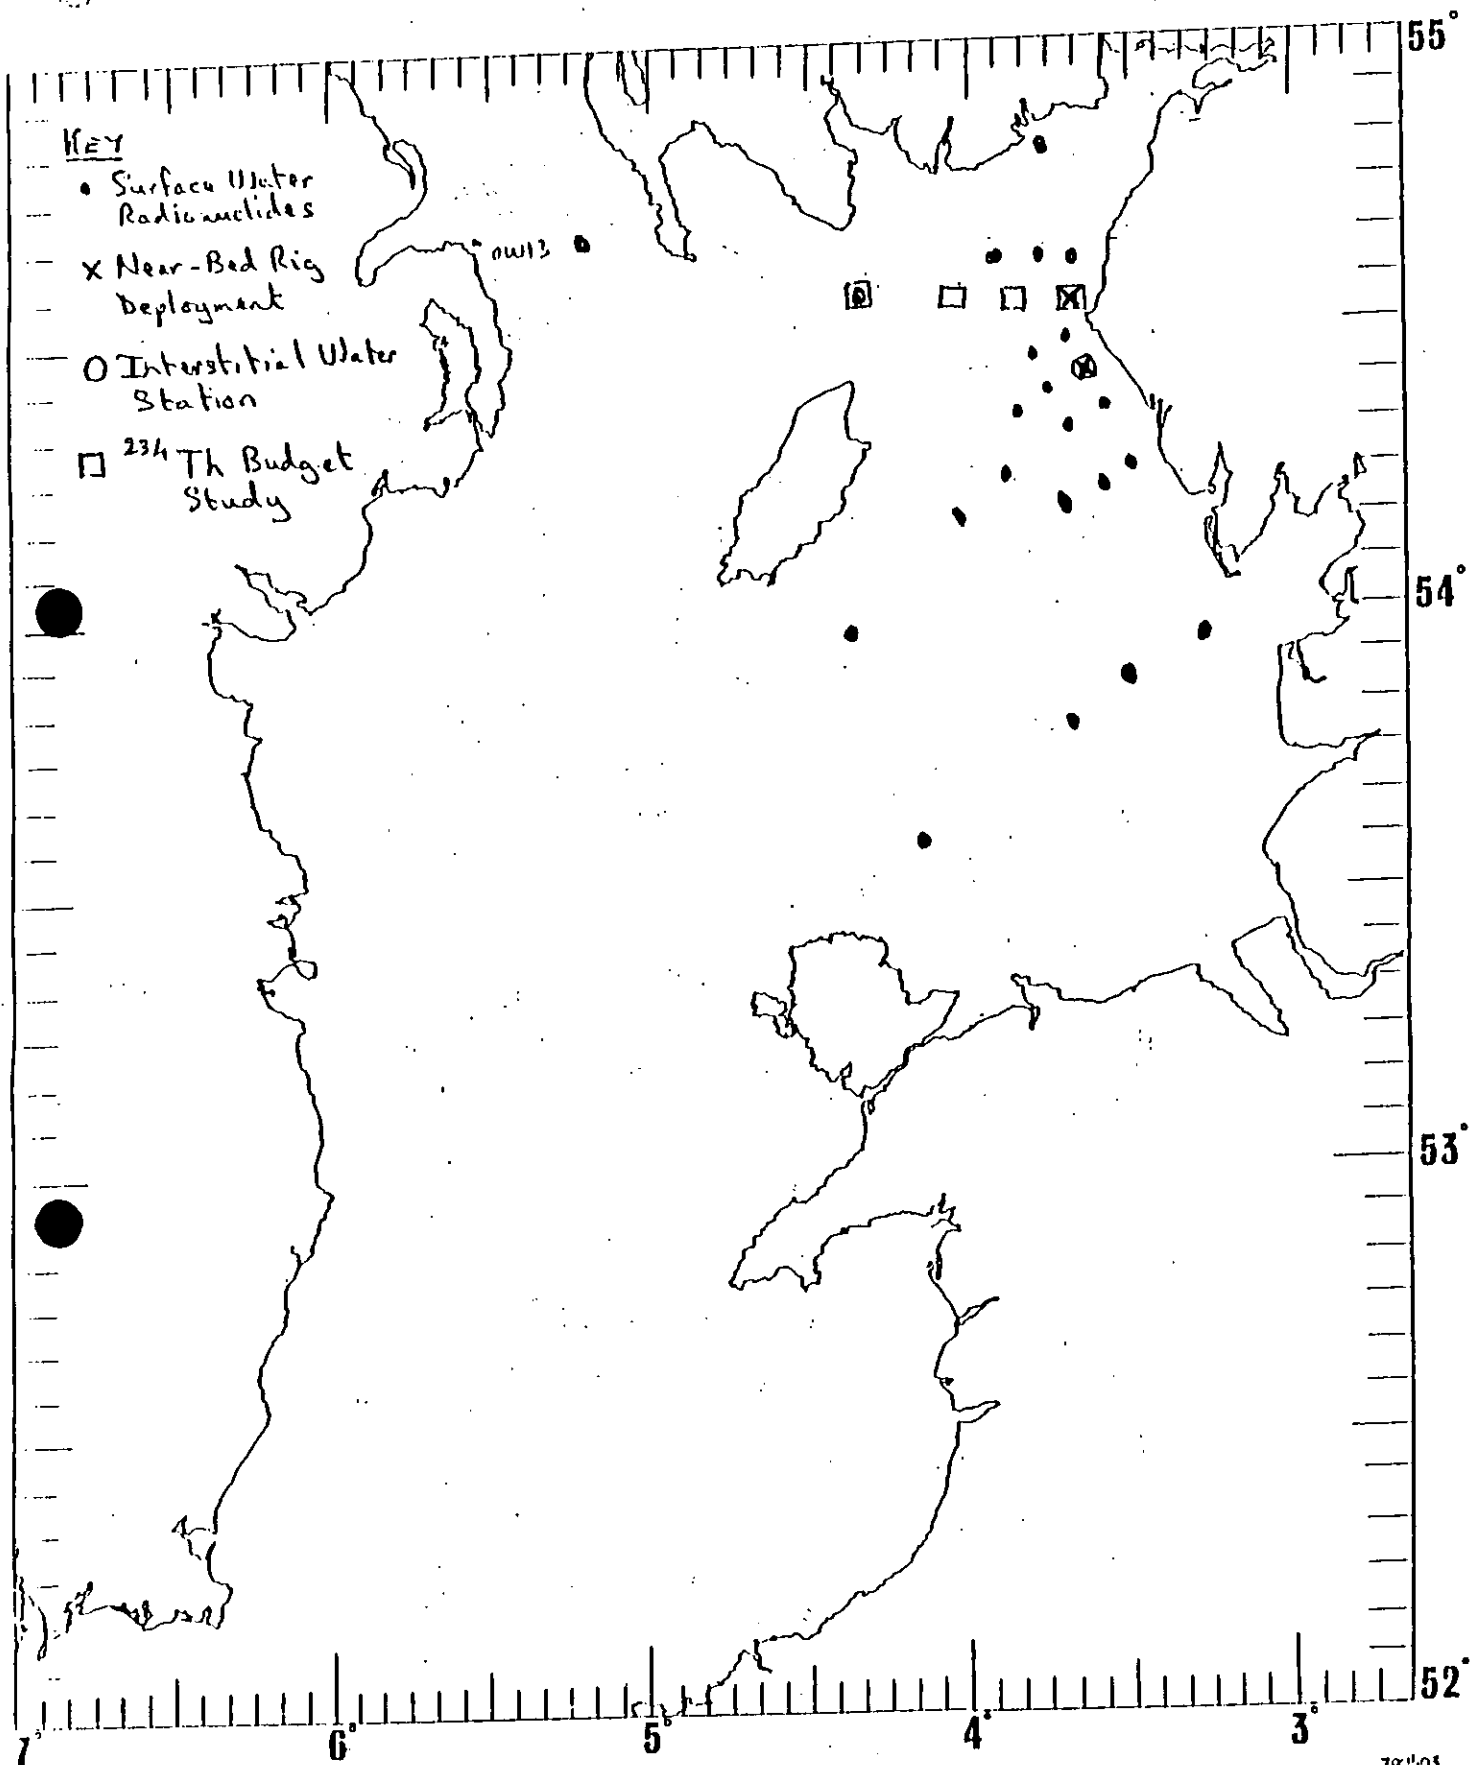 55°
KEY
• Surface Water
Radionuclides
x Near-Bed Rig
Deployment
O Interstitial Water
Station
□ ²³⁴Th Budget
Study
54°
53°
52°
7° 6° 5° 4° 3°